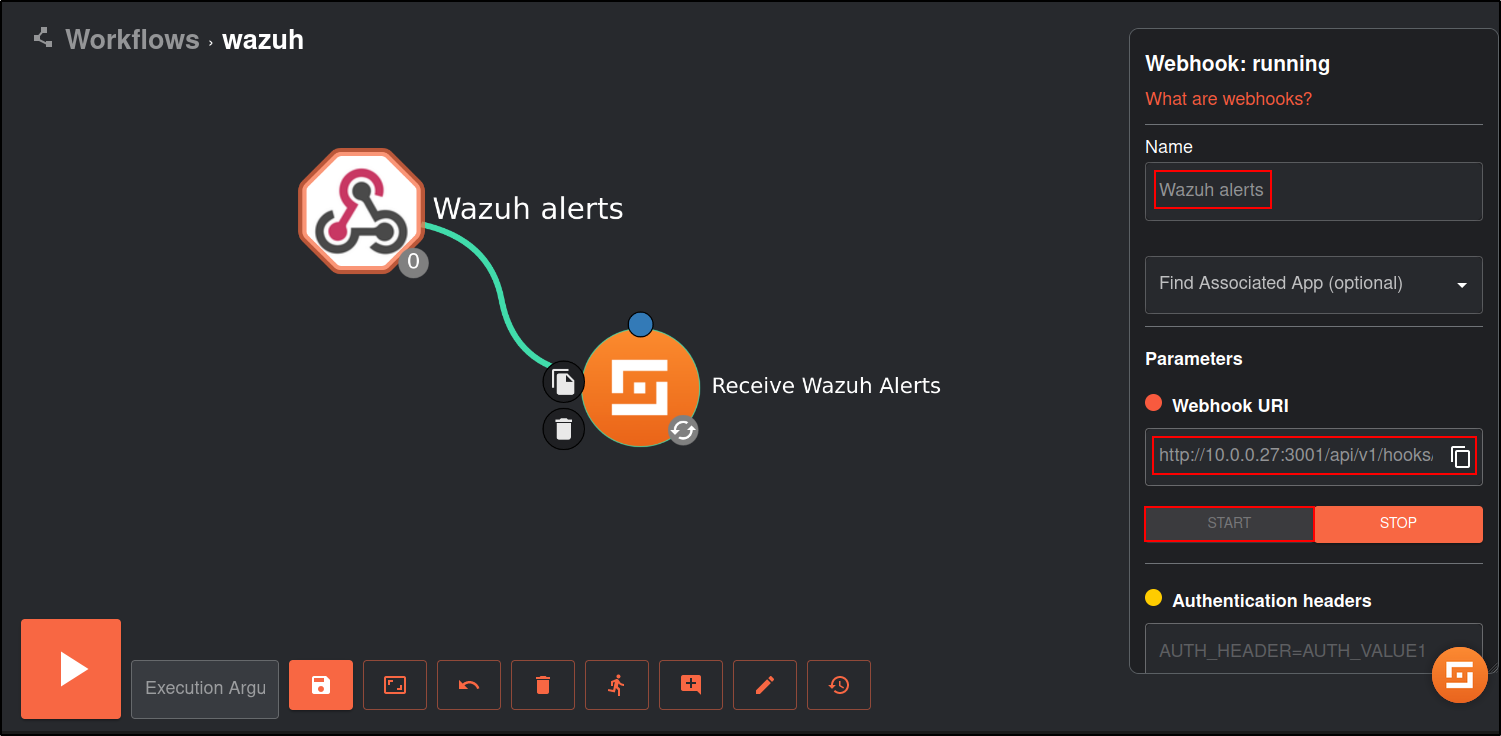 Workflows › wazuh
Wazuh alerts
0
Receive Wazuh Alerts
Execution Argu
Webhook: running
What are webhooks?
Name
Wazuh alerts
Find Associated App (optional)
Parameters
Webhook URI
http://10.0.0.27:3001/api/v1/hooks/
START
STOP
Authentication headers
AUTH_HEADER=AUTH_VALUE1